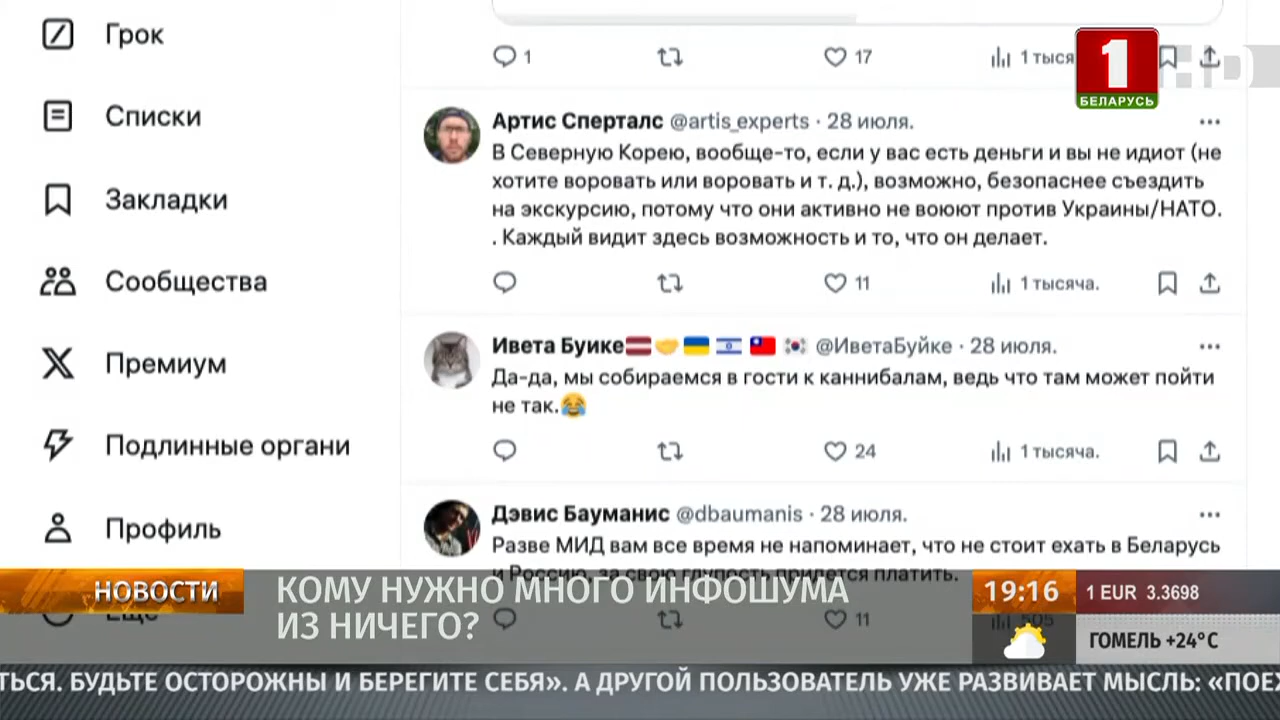 Грок
Списки
Закладки
Сообщества
Премиум
Подлинные органи
Профиль
1
17
1 тыся
1
БЕЛАРУСЬ
HD
Артис Сперталс @artis_experts · 28 июля.
В Северную Корею, вообще-то, если у вас есть деньги и вы не идиот (не
хотите воровать или воровать и т. д.), возможно, безопаснее съездить
на экскурсию, потому что они активно не воюют против Украины/НАТО.
. Каждый видит здесь возможность и то, что он делает.
11
1 тысяча.
Ивета Буике @ИветаБуйке · 28 июля.
Да-да, мы собираемся в гости к каннибалам, ведь что там может пойти
не так.😂
24
1 тысяча.
Дэвис Бауманис @dbaumanis · 28 июля.
Разве МИД вам все время не напоминает, что не стоит ехать в Беларусь
и Россию, за свою глупость придется платить.
Еще
11
505
НОВОСТИ
КОМУ НУЖНО МНОГО ИНФОШУМА
ИЗ НИЧЕГО?
19:16
1 EUR 3.3698
ГОМЕЛЬ +24°C
ТЬСЯ. БУДЬТЕ ОСТОРОЖНЫ И БЕРЕГИТЕ СЕБЯ». А ДРУГОЙ ПОЛЬЗОВАТЕЛЬ УЖЕ РАЗВИВАЕТ МЫСЛЬ: «ПОЕХ